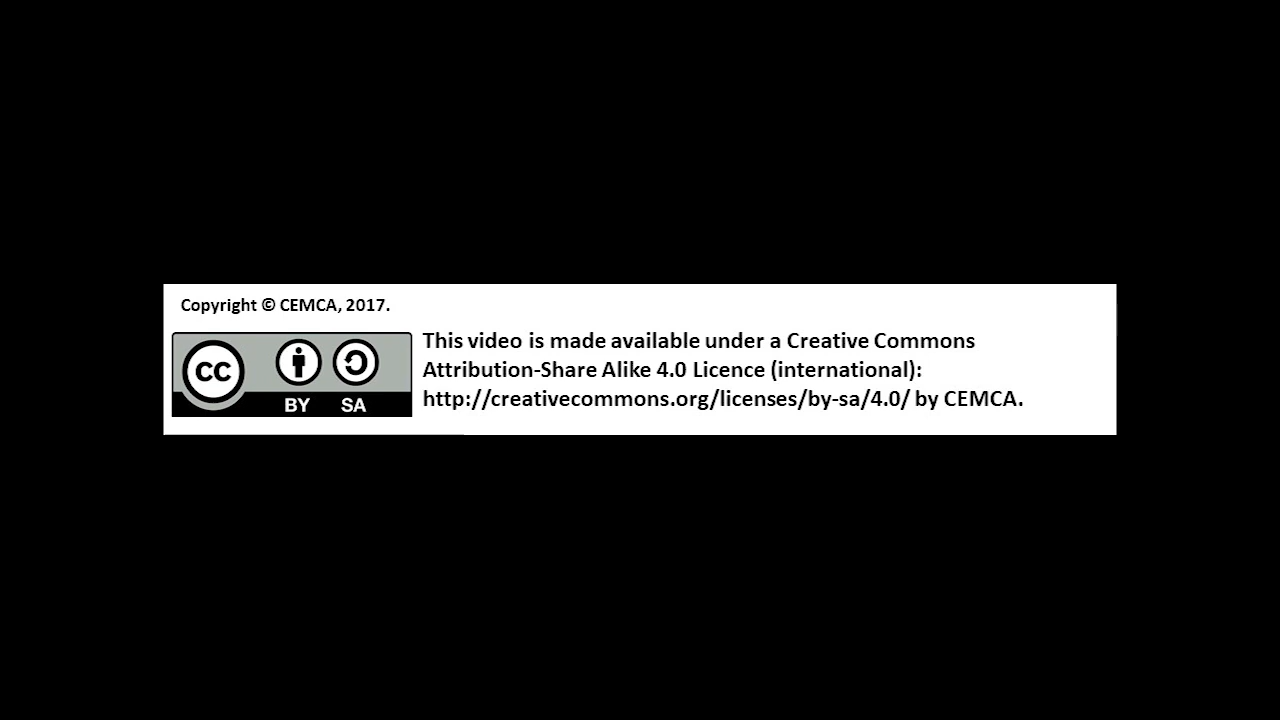 Copyright © CEMCA, 2017.
This video is made available under a Creative Commons
Attribution-Share Alike 4.0 Licence (international):
http://creativecommons.org/licenses/by-sa/4.0/ by CEMCA.
CC
BY SA